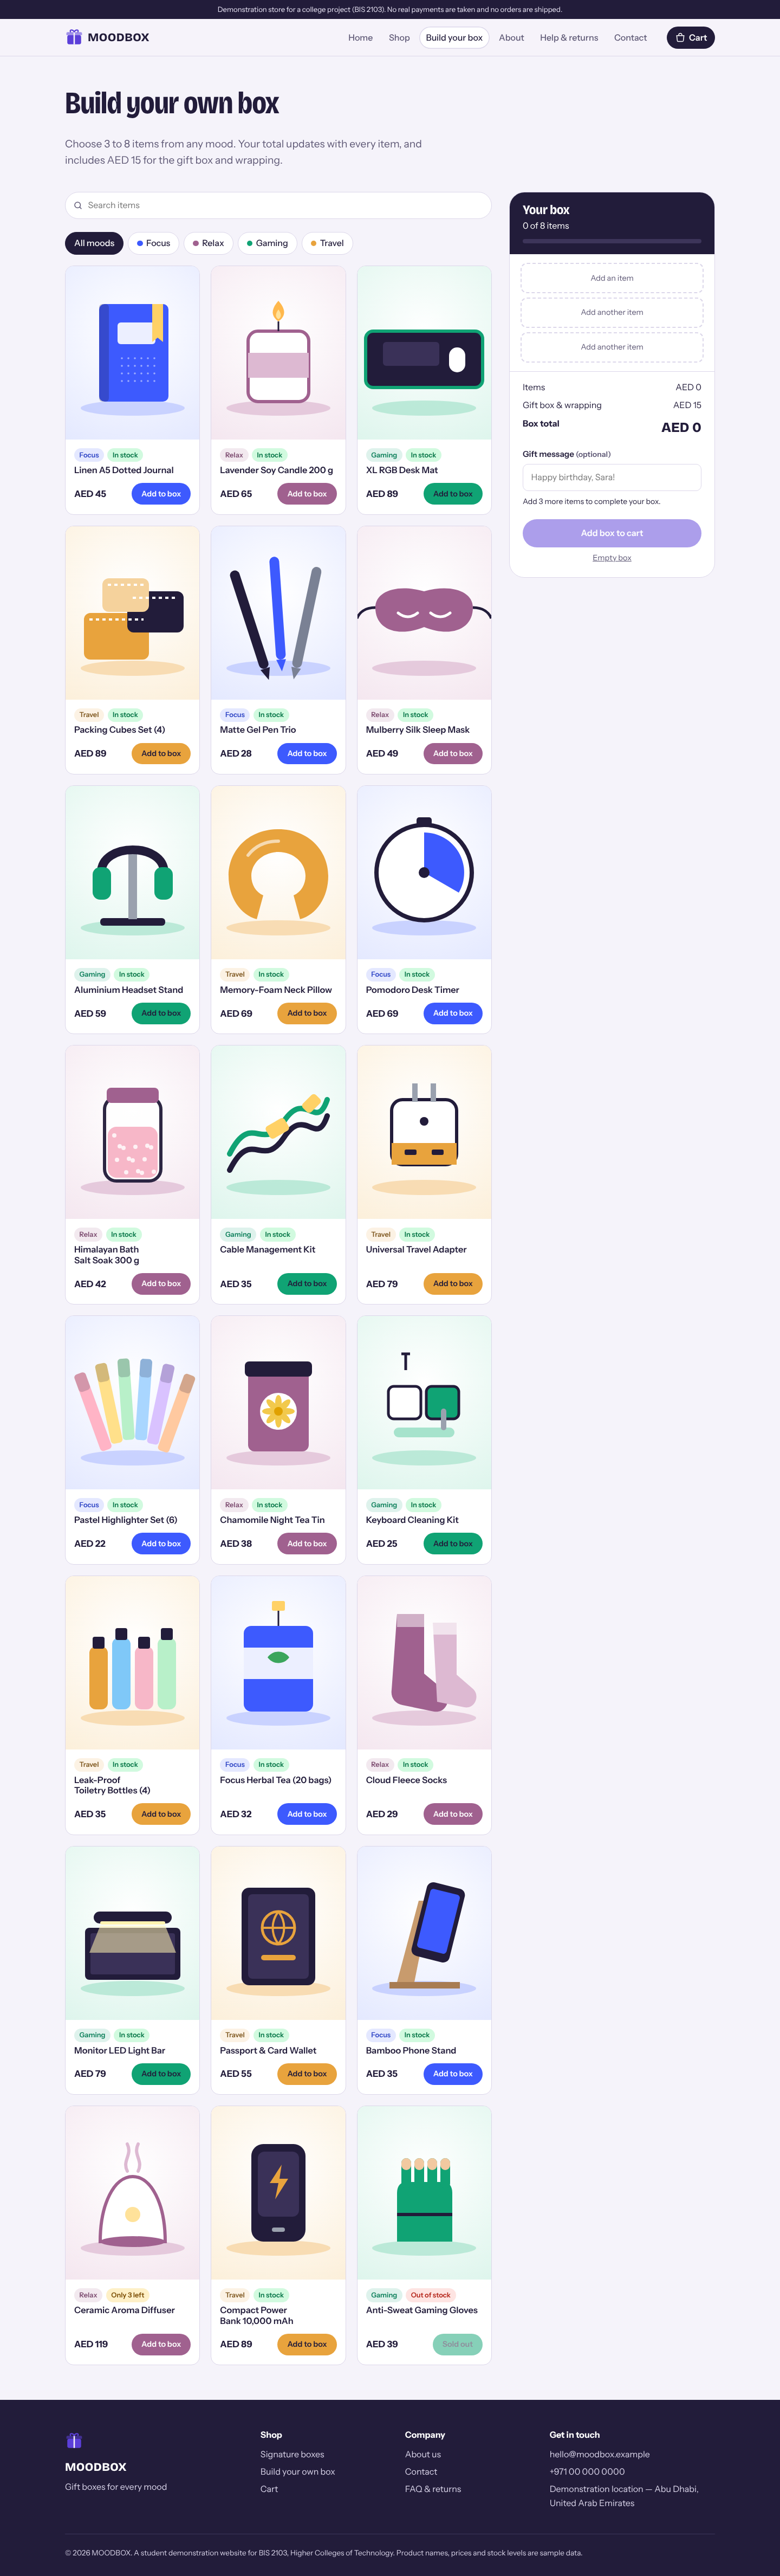 Demonstration store for a college project (BIS 2103). No real payments are taken and no orders are shipped.
MOODBOX
Home
Shop
Build your box
About
Help & returns
Contact
Cart
Build your own box
Choose 3 to 8 items from any mood. Your total updates with every item, and
includes AED 15 for the gift box and wrapping.
Search items
All moods
Focus
Relax
Gaming
Travel
Your box
0 of 8 items
Add an item
Add another item
Add another item
Items
AED 0
Gift box & wrapping
AED 15
Box total
AED 0
Gift message (optional)
Happy birthday, Sara!
Add 3 more items to complete your box.
Add box to cart
Empty box
Focus
In stock
Linen A5 Dotted Journal
AED 45
Add to box
Relax
In stock
Lavender Soy Candle 200 g
AED 65
Add to box
Gaming
In stock
XL RGB Desk Mat
AED 89
Add to box
Travel
In stock
Packing Cubes Set (4)
AED 89
Add to box
Focus
In stock
Matte Gel Pen Trio
AED 28
Add to box
Relax
In stock
Mulberry Silk Sleep Mask
AED 49
Add to box
Gaming
In stock
Aluminium Headset Stand
AED 59
Add to box
Travel
In stock
Memory-Foam Neck Pillow
AED 69
Add to box
Focus
In stock
Pomodoro Desk Timer
AED 69
Add to box
Relax
In stock
Himalayan Bath
Salt Soak 300 g
AED 42
Add to box
Gaming
In stock
Cable Management Kit
AED 35
Add to box
Travel
In stock
Universal Travel Adapter
AED 79
Add to box
Focus
In stock
Pastel Highlighter Set (6)
AED 22
Add to box
Relax
In stock
Chamomile Night Tea Tin
AED 38
Add to box
Gaming
In stock
Keyboard Cleaning Kit
AED 25
Add to box
Travel
In stock
Leak-Proof
Toiletry Bottles (4)
AED 35
Add to box
Focus
In stock
Focus Herbal Tea (20 bags)
AED 32
Add to box
Relax
In stock
Cloud Fleece Socks
AED 29
Add to box
Gaming
In stock
Monitor LED Light Bar
AED 79
Add to box
Travel
In stock
Passport & Card Wallet
AED 55
Add to box
Focus
In stock
Bamboo Phone Stand
AED 35
Add to box
Relax
Only 3 left
Ceramic Aroma Diffuser
AED 119
Add to box
Travel
In stock
Compact Power
Bank 10,000 mAh
AED 89
Add to box
Gaming
Out of stock
Anti-Sweat Gaming Gloves
AED 39
Sold out
MOODBOX
Gift boxes for every mood
Shop
Signature boxes
Build your own box
Cart
Company
About us
Contact
FAQ & returns
Get in touch
hello@moodbox.example
+971 00 000 0000
Demonstration location — Abu Dhabi,
United Arab Emirates
© 2026 MOODBOX. A student demonstration website for BIS 2103, Higher Colleges of Technology. Product names, prices and stock levels are sample data.